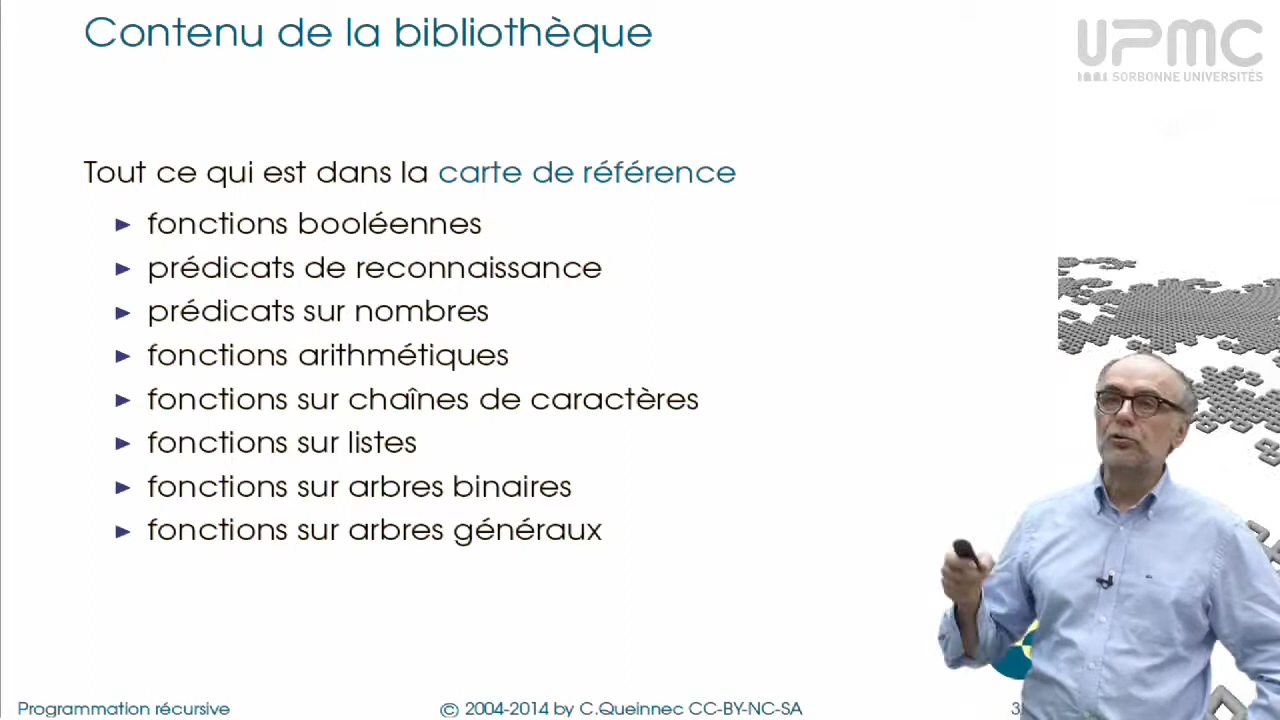 Contenu de la bibliothèque
UPMC
SORBONNE UNIVERSITÉS
Tout ce qui est dans la carte de référence
fonctions booléennes
prédicats de reconnaissance
prédicats sur nombres
fonctions arithmétiques
fonctions sur chaînes de caractères
fonctions sur listes
fonctions sur arbres binaires
fonctions sur arbres généraux
Programmation récursive
© 2004-2014 by C.Queinnec CC-BY-NC-SA